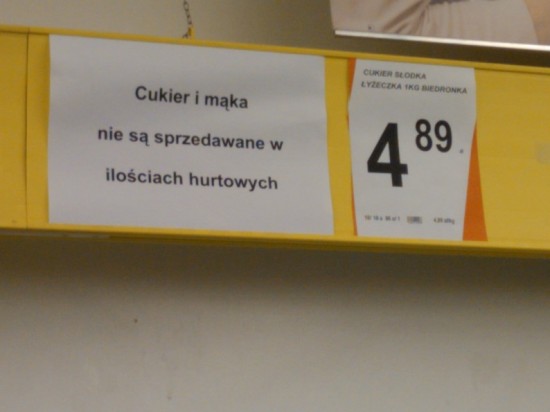 Cukier i mąka
nie są sprzedawane w
ilościach hurtowych
CUKIER SŁODKA
ŁYŻECZKA 1KG BIEDRONKA
4 89